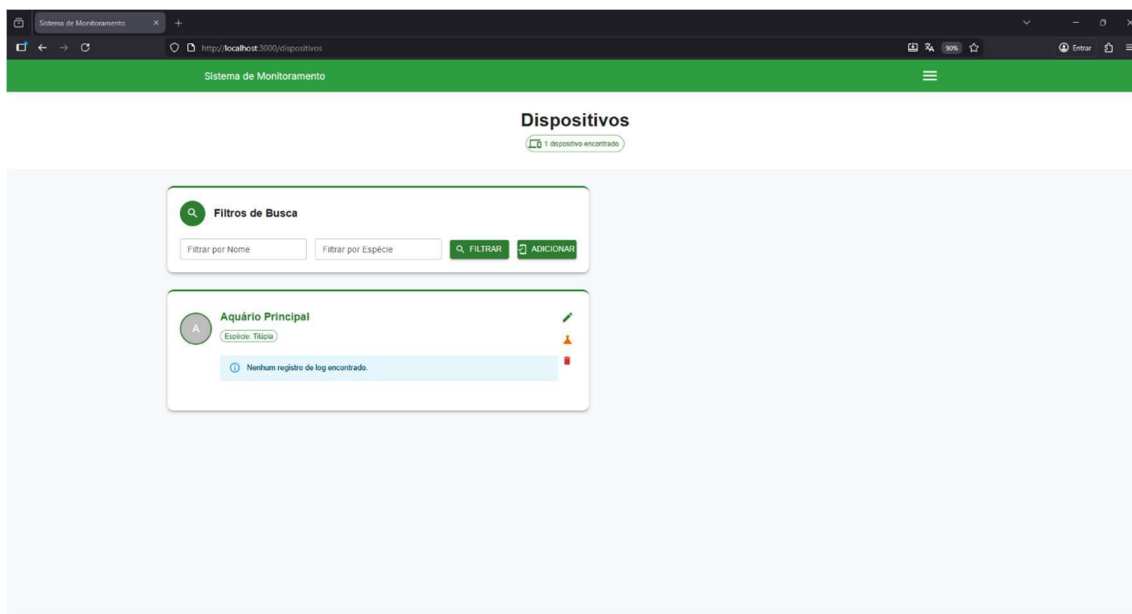 Sistema de Monitoramento
http://localhost:3000/dispositivos
90%
Entrar
Sistema de Monitoramento
Dispositivos
1 dispositivo encontrado
Filtros de Busca
Filtrar por Nome
Filtrar por Espécie
FILTRAR
ADICIONAR
A
Aquário Principal
Espécie: Tilápia
Nenhum registro de log encontrado.